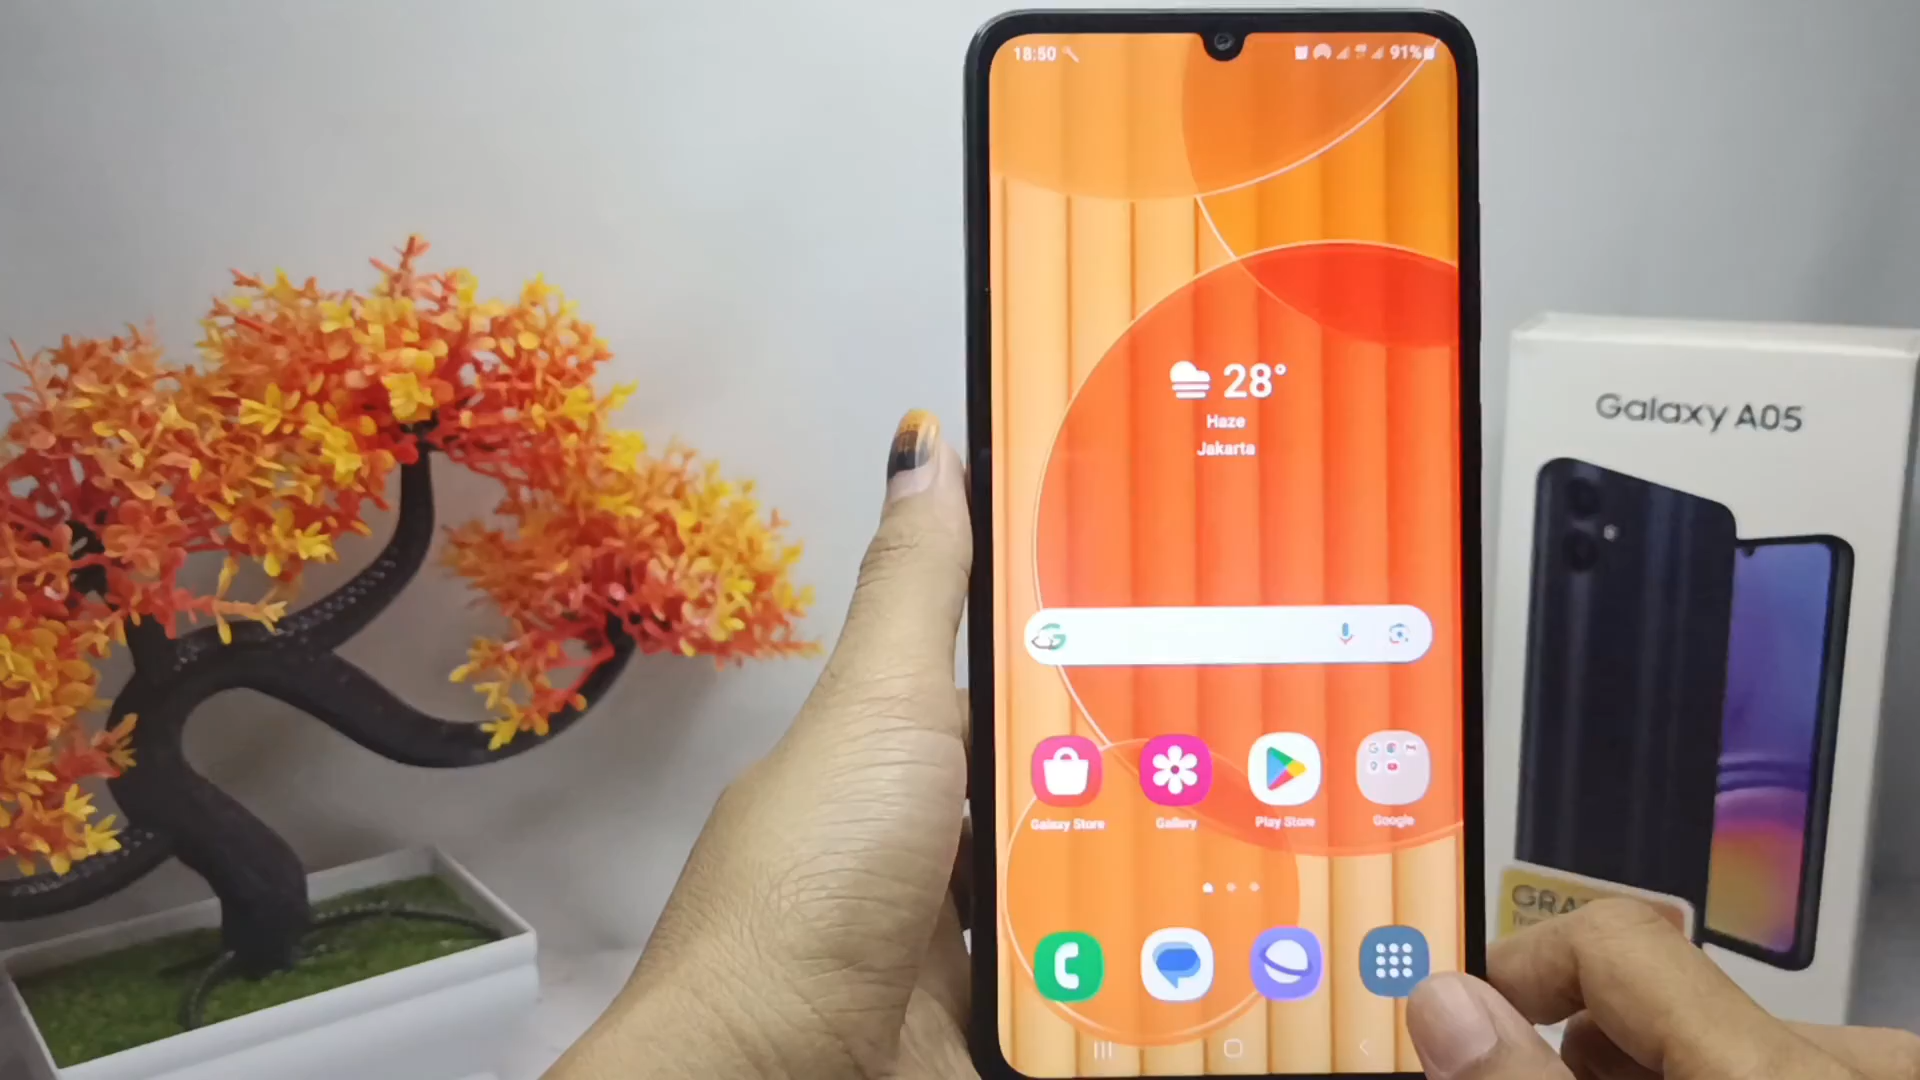 18:50
91%
28°
Haze
Jakarta
Galaxy Store
Gallery
Play Store
Google
Galaxy A05